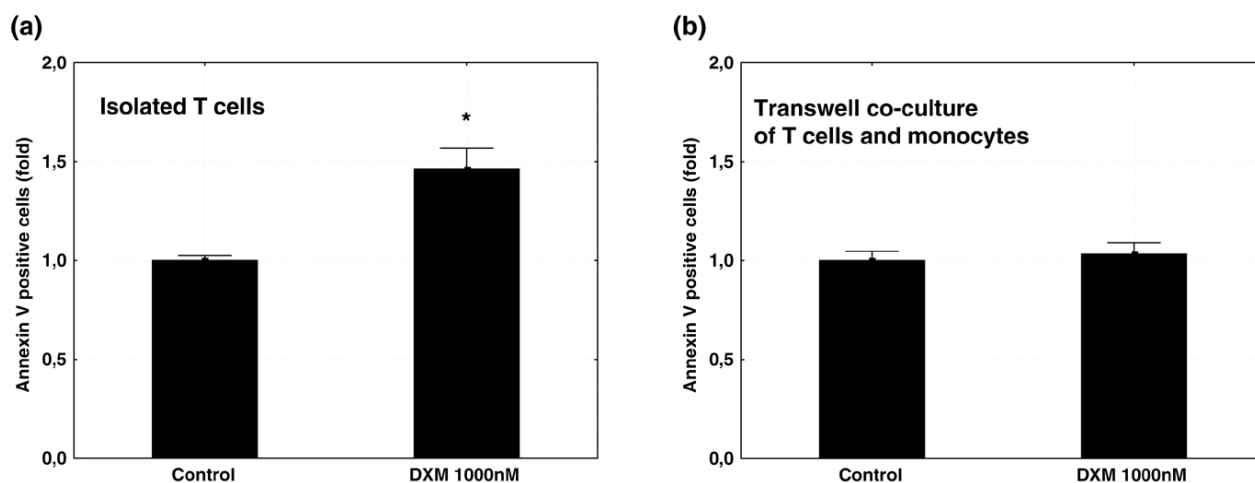 (a)
2,0
1,5
1,0
0,5
0,0
Annexin V positive cells (fold)
Isolated T cells
*
Control
DXM 1000nM
(b)
2,0
1,5
1,0
0,5
0,0
Annexin V positive cells (fold)
Transwell co-culture
of T cells and monocytes
Control
DXM 1000nM